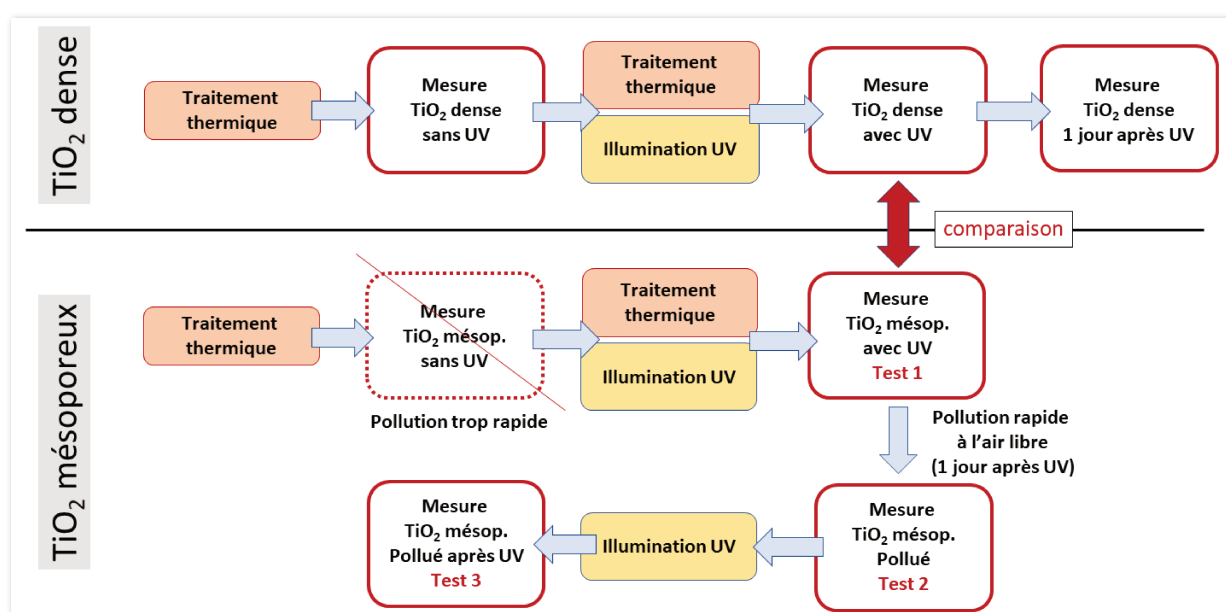 TiO₂ dense
Traitement
thermique
Mesure
TiO₂ dense
sans UV
Traitement
thermique
Illumination UV
Mesure
TiO₂ dense
avec UV
Mesure
TiO₂ dense
1 jour après UV
comparaison
TiO₂ mésoporeux
Traitement
thermique
Mesure
TiO₂ mésop.
sans UV
Pollution trop rapide
Traitement
thermique
Illumination UV
Mesure
TiO₂ mésop.
avec UV
Test 1
Pollution rapide
à l’air libre
(1 jour après UV)
Mesure
TiO₂ mésop.
Pollué
Test 2
Illumination UV
Mesure
TiO₂ mésop.
Pollué après UV
Test 3